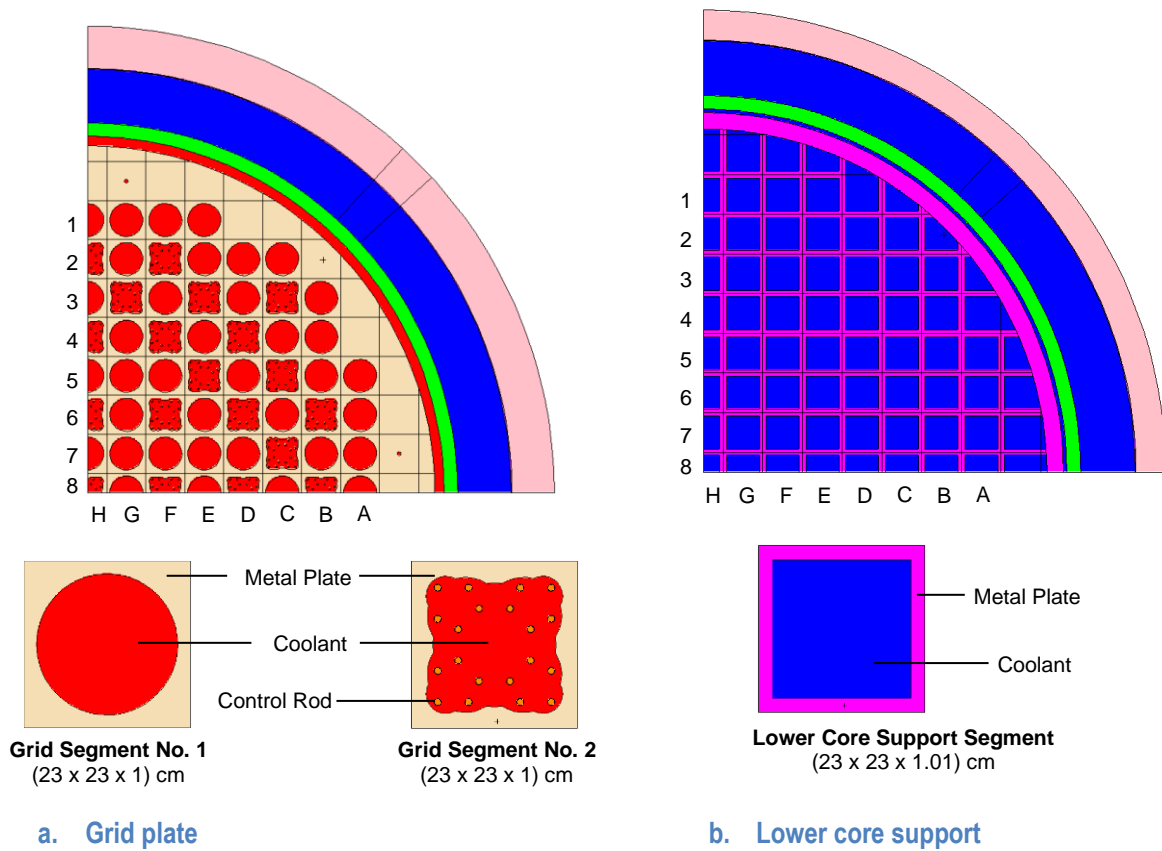 1
2
3
4
5
6
7
8
H G F E D C B A
1
2
3
4
5
6
7
8
H G F E D C B A
Metal Plate
Coolant
Control Rod
Grid Segment No. 1
(23 x 23 x 1) cm
Grid Segment No. 2
(23 x 23 x 1) cm
Metal Plate
Coolant
Lower Core Support Segment
(23 x 23 x 1.01) cm
a. Grid plate
b. Lower core support